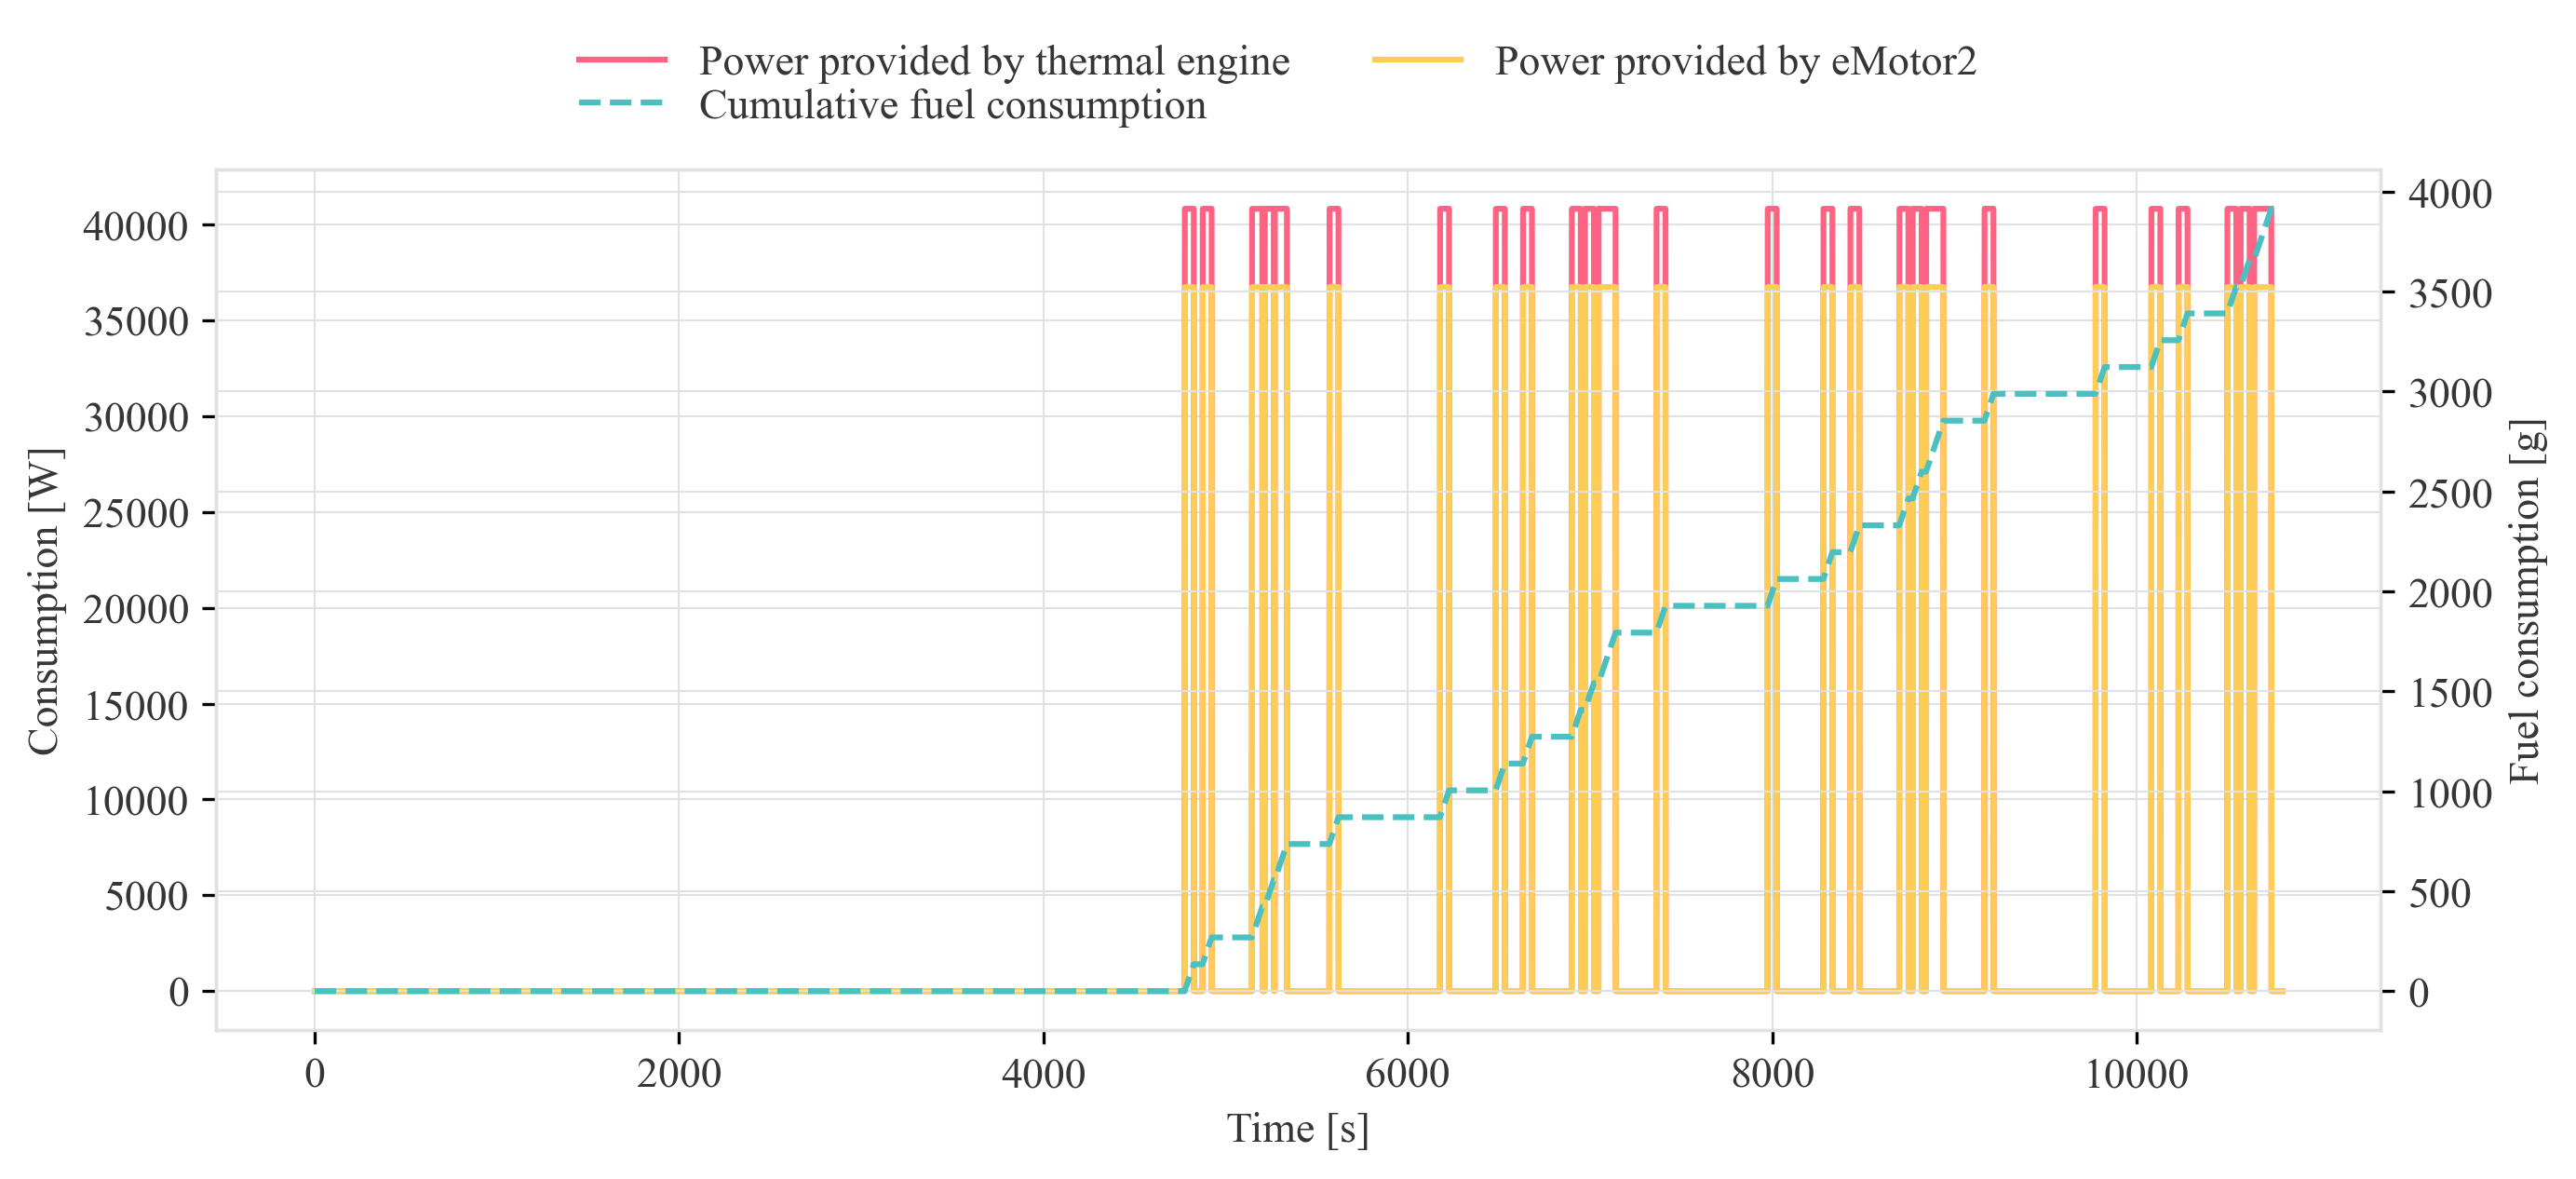 Power provided by thermal engine
Power provided by eMotor2
Cumulative fuel consumption
40000
35000
30000
25000
20000
15000
10000
5000
0
Consumption [W]
4000
3500
3000
2500
2000
1500
1000
500
0
Fuel consumption [g]
0 2000 4000 6000 8000 10000
Time [s]